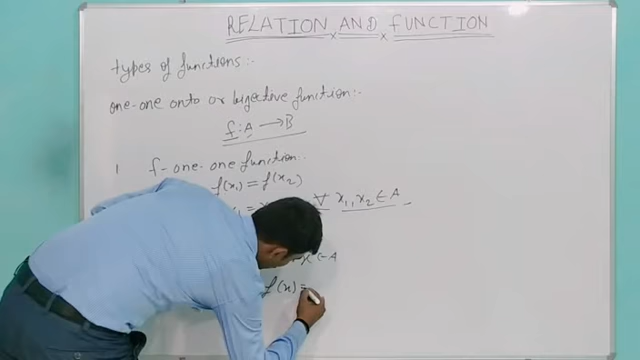 RELATION AND FUNCTION
types of functions:-
one-one onto or bijective function:-
f: A → B
1 f-one-one function.
f(x₁) = f(x₂)
= ∀ x₁, x₂ ∈ A
x ∈ A
f(x) =